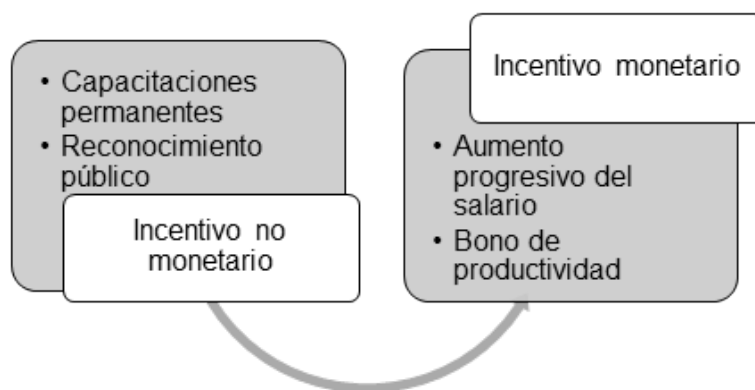 • Capacitaciones
permanentes
• Reconocimiento
público
Incentivo no
monetario
Incentivo monetario
• Aumento
progresivo del
salario
• Bono de
productividad